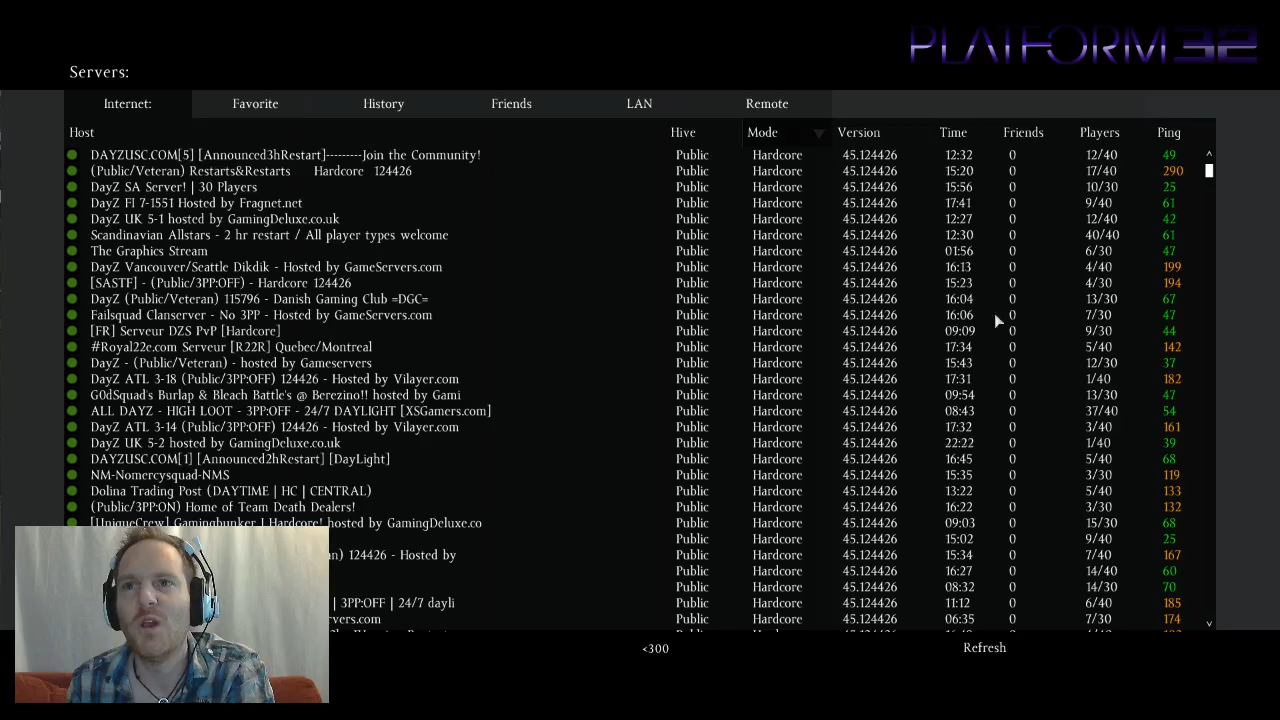 PLATFORM32
Servers:
Internet: Favorite History Friends LAN Remote
Host Hive Mode Version Time Friends Players Ping
DAYZUSC.COM[5] [Announced3hRestart]---------Join the Community! Public Hardcore 45.124426 12:32 0 12/40 49
(Public/Veteran) Restarts&Restarts Hardcore 124426 Public Hardcore 45.124426 15:20 0 17/40 290
DayZ SA Server! | 30 Players Public Hardcore 45.124426 15:56 0 10/30 25
DayZ FI 7-1551 Hosted by Fragnet.net Public Hardcore 45.124426 17:41 0 9/40 61
DayZ UK 5-1 hosted by GamingDeluxe.co.uk Public Hardcore 45.124426 12:27 0 12/40 42
Scandinavian Allstars - 2 hr restart / All player types welcome Public Hardcore 45.124426 12:30 0 40/40 61
The Graphics Stream Public Hardcore 45.124426 01:56 0 6/30 47
DayZ Vancouver/Seattle Dikdik - Hosted by GameServers.com Public Hardcore 45.124426 16:13 0 4/40 199
[SASTF] - (Public/3PP:OFF) - Hardcore 124426 Public Hardcore 45.124426 15:23 0 4/30 194
DayZ (Public/Veteran) 115796 - Danish Gaming Club =DGC= Public Hardcore 45.124426 16:04 0 13/30 67
Failsquad Clanserver - No 3PP - Hosted by GameServers.com Public Hardcore 45.124426 16:06 0 7/30 47
[FR] Serveur DZS PvP [Hardcore] Public Hardcore 45.124426 09:09 0 9/30 44
#Royal22e.com Serveur [R22R] Quebec/Montreal Public Hardcore 45.124426 17:34 0 5/40 142
DayZ - (Public/Veteran) - hosted by Gameservers Public Hardcore 45.124426 15:43 0 12/30 37
DayZ ATL 3-18 (Public/3PP:OFF) 124426 - Hosted by Vilayer.com Public Hardcore 45.124426 17:31 0 1/40 182
G0dSquad's Burlap & Bleach Battle's @ Berezino!! hosted by Gami Public Hardcore 45.124426 09:54 0 13/30 47
ALL DAYZ - HIGH LOOT - 3PP:OFF - 24/7 DAYLIGHT [XSGamers.com] Public Hardcore 45.124426 08:43 0 37/40 54
DayZ ATL 3-14 (Public/3PP:OFF) 124426 - Hosted by Vilayer.com Public Hardcore 45.124426 17:32 0 3/40 161
DayZ UK 5-2 hosted by GamingDeluxe.co.uk Public Hardcore 45.124426 22:22 0 1/40 39
DAYZUSC.COM[1] [Announced2hRestart] [DayLight] Public Hardcore 45.124426 16:45 0 5/40 68
NM-Nomercysquad-NMS Public Hardcore 45.124426 15:35 0 3/30 119
Dolina Trading Post (DAYTIME | HC | CENTRAL) Public Hardcore 45.124426 13:22 0 5/40 133
(Public/3PP:ON) Home of Team Death Dealers! Public Hardcore 45.124426 16:22 0 3/30 132
[UniqueCrew] Gamingbunker | Hardcore! hosted by GamingDeluxe.co Public Hardcore 45.124426 09:03 0 15/30 68
Public Hardcore 45.124426 15:02 0 9/40 25
124426 - Hosted by Public Hardcore 45.124426 15:34 0 7/40 167
Public Hardcore 45.124426 16:27 0 14/40 60
Public Hardcore 45.124426 08:32 0 14/30 70
| 3PP:OFF | 24/7 dayli Public Hardcore 45.124426 11:12 0 6/40 185
Public Hardcore 45.124426 06:35 0 7/30 174
<300 Refresh